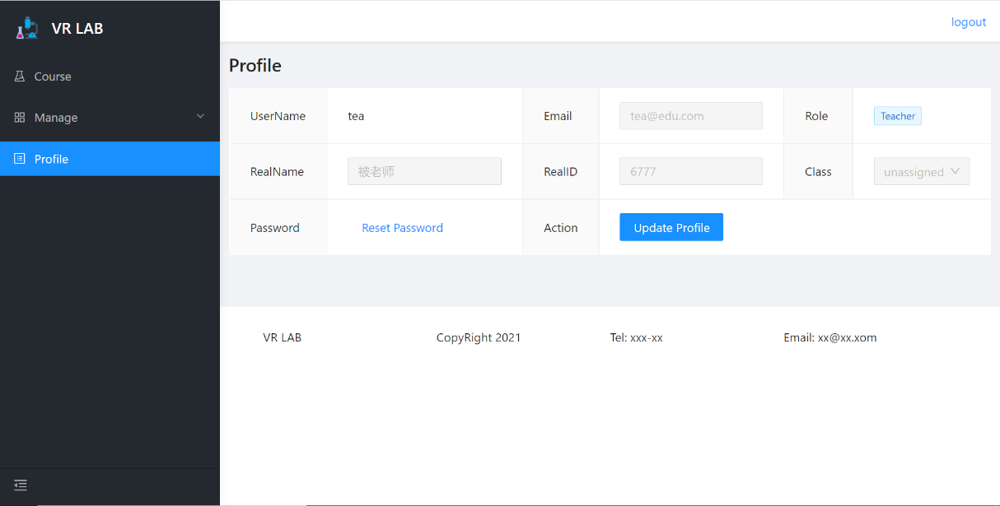 VR LAB
logout
Course
Manage
Profile
Profile
UserName tea Email tea@edu.com Role Teacher
RealName 被老师 RealID 6777 Class unassigned
Password Reset Password Action Update Profile
VR LAB CopyRight 2021 Tel: xxx-xx Email: xx@xx.xom